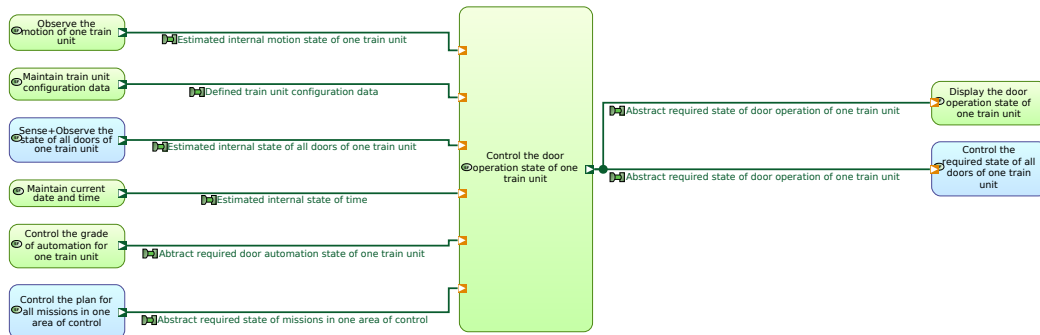 Observe the
motion of one train
unit
Estimated internal motion state of one train unit
Maintain train unit
configuration data
Defined train unit configuration data
Sense+Observe the
state of all doors of
one train unit
Estimated internal state of all doors of one train unit
Maintain current
date and time
Estimated internal state of time
Control the grade
of automation for
one train unit
Abtract required door automation state of one train unit
Control the plan for
all missions in one
area of control
Abstract required state of missions in one area of control
Control the door
operation state of one
train unit
Abstract required state of door operation of one train unit
Abstract required state of door operation of one train unit
Display the door
operation state of
one train unit
Control the
required state of all
doors of one train
unit